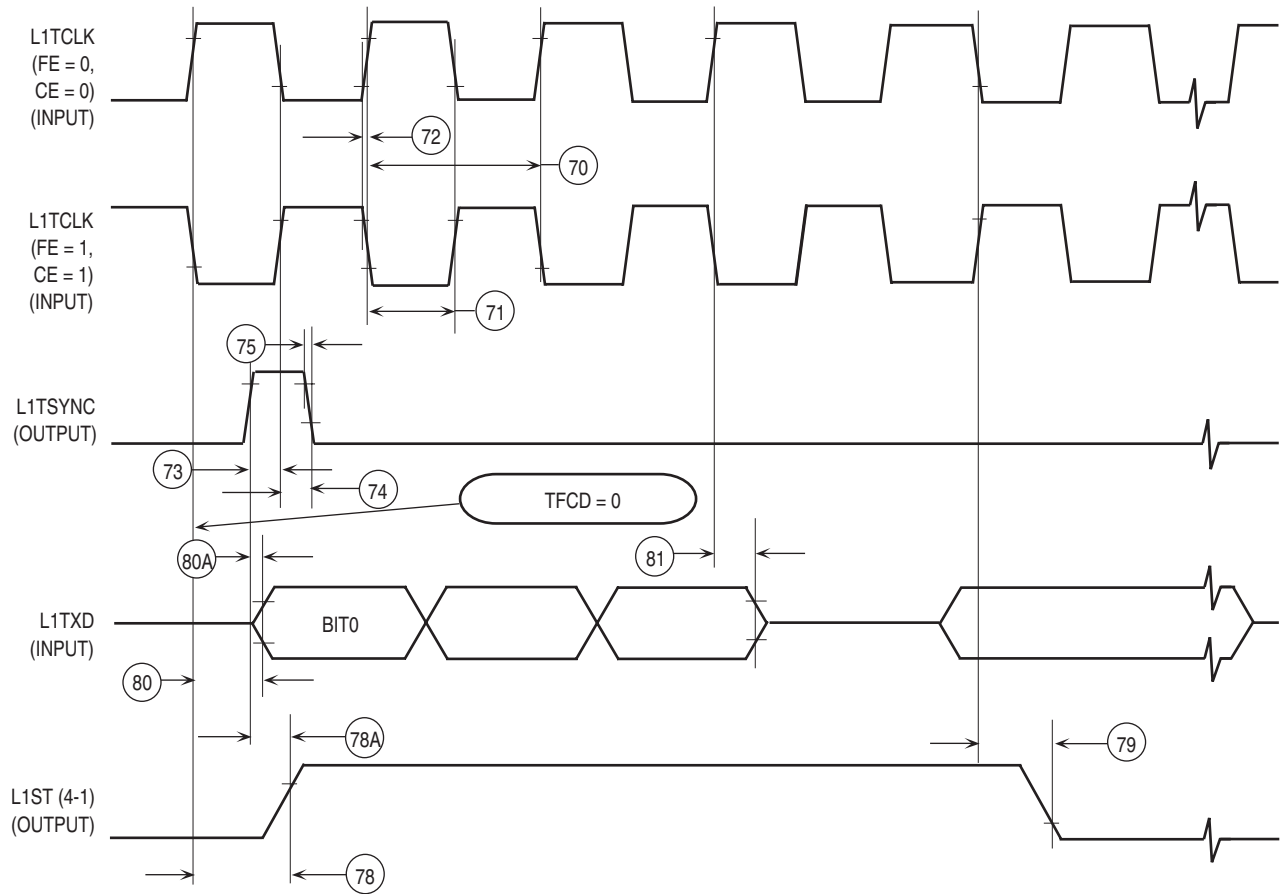 L1TCLK
(FE = 0,
CE = 0)
(INPUT)
72
70
L1TCLK
(FE = 1,
CE = 1)
(INPUT)
71
75
L1TSYNC
(OUTPUT)
73
74
TFCD = 0
80A
81
L1TXD
(INPUT)
BIT0
80
78A
79
L1ST (4-1)
(OUTPUT)
78